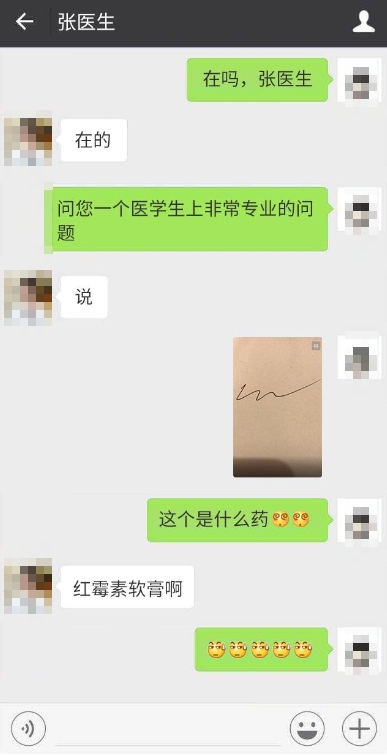 张医生
在吗，张医生
在的
问您一个医学生上非常专业的问
题
说
这个是什么药
红霉素软膏啊